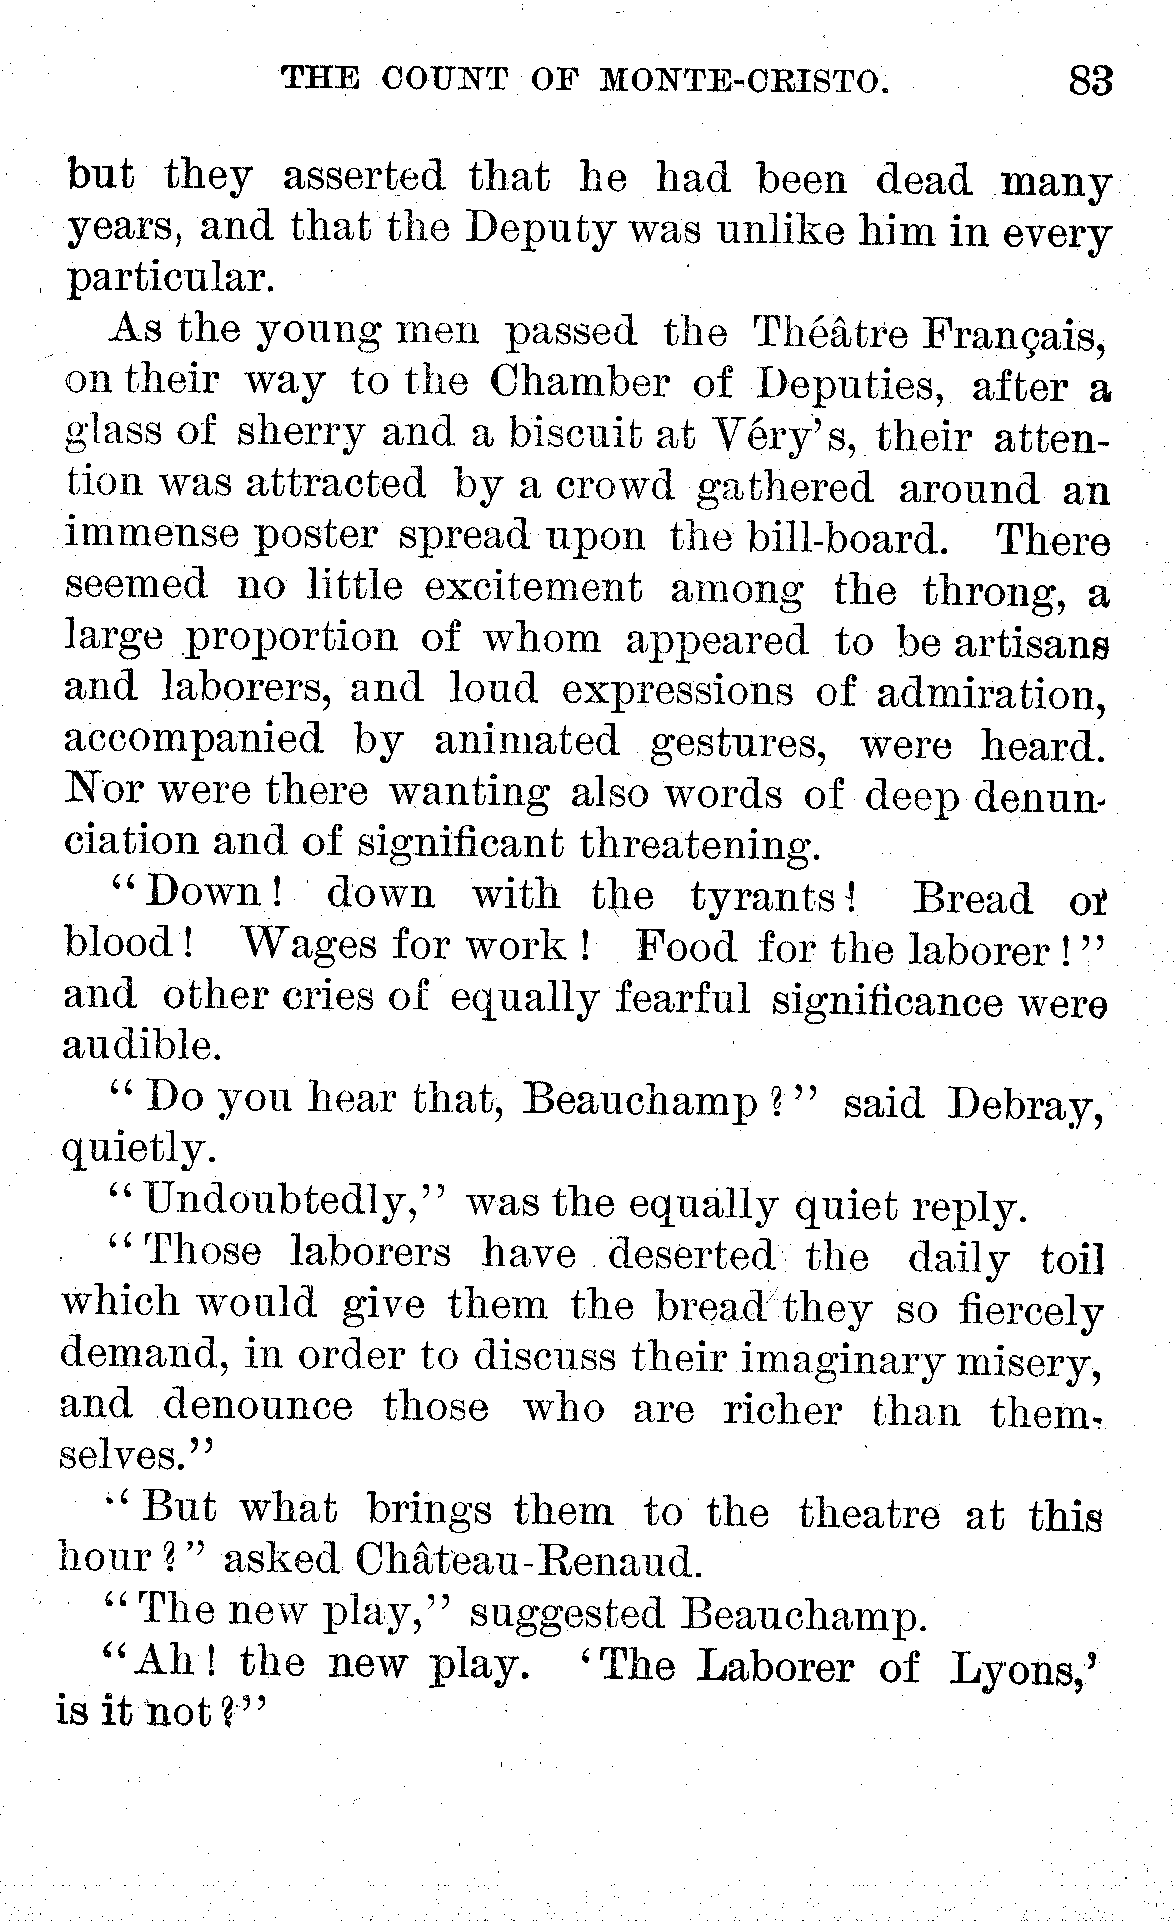 THE COUNT OF MONTE-CRISTO. 83
but they asserted that he had been dead many
years, and that the Deputy was unlike him in every
particular.
As the young men passed the Théâtre Français,
on their way to the Chamber of Deputies, after a
glass of sherry and a biscuit at Véry's, their atten-
tion was attracted by a crowd gathered around an
immense poster spread upon the bill-board. There
seemed no little excitement among the throng, a
large proportion of whom appeared to be artisans
and laborers, and loud expressions of admiration,
accompanied by animated gestures, were heard.
Nor were there wanting also words of deep denun-
ciation and of significant threatening.
"Down! down with the tyrants! Bread or
blood! Wages for work! Food for the laborer!"
and other cries of equally fearful significance were
audible.
"Do you hear that, Beauchamp?" said Debray,
quietly.
"Undoubtedly," was the equally quiet reply.
"Those laborers have deserted the daily toil
which would give them the bread they so fiercely
demand, in order to discuss their imaginary misery,
and denounce those who are richer than them-
selves."
"But what brings them to the theatre at this
hour?" asked Château-Renaud.
"The new play," suggested Beauchamp.
"Ah! the new play. 'The Laborer of Lyons,'
is it not?"